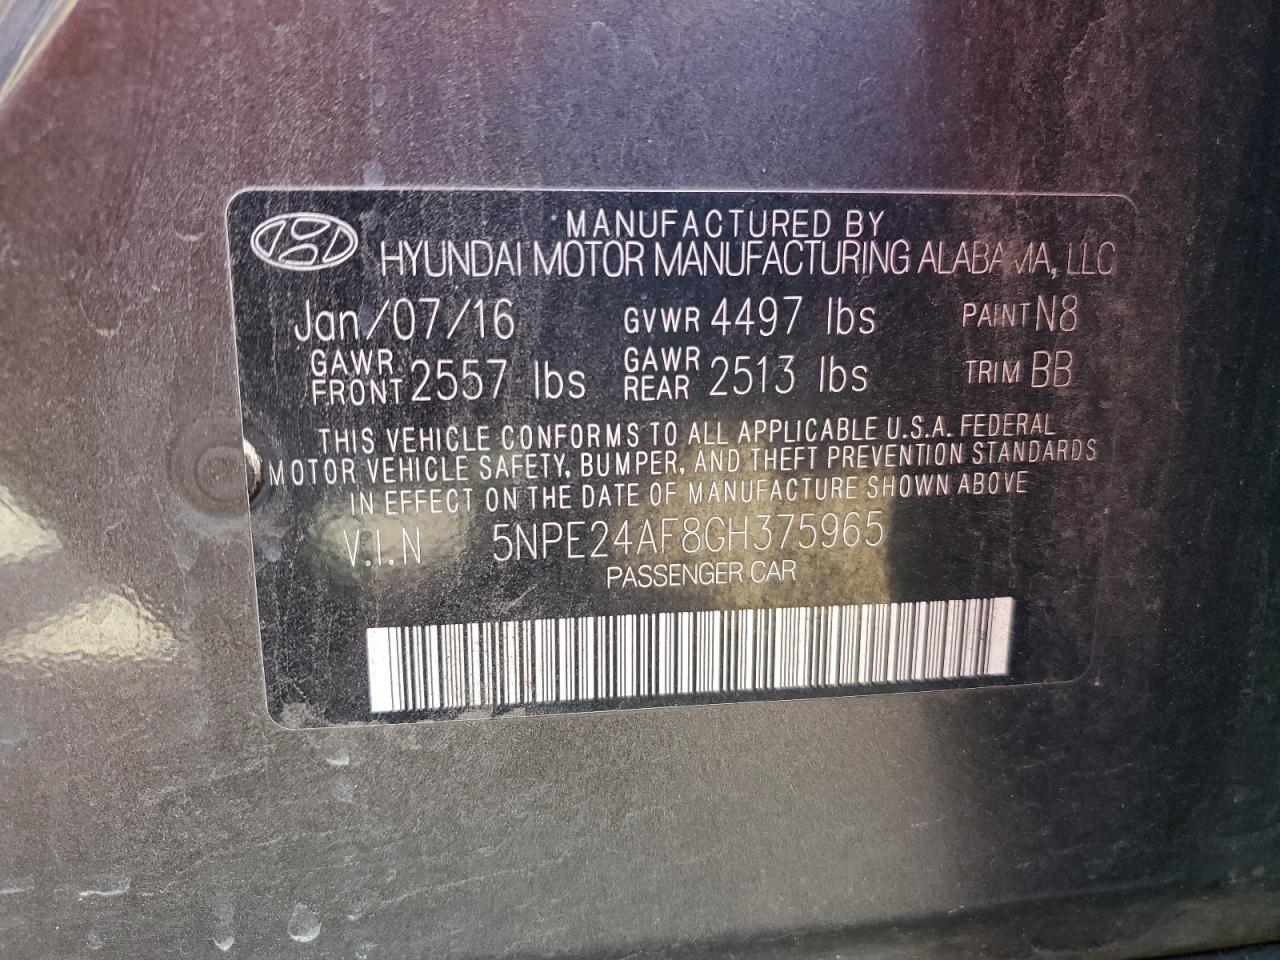 MANUFACTURED BY
HYUNDAI MOTOR MANUFACTURING ALABAMA, LLC
Jan/07/16 GVWR 4497 lbs PAINT N8
GAWR FRONT 2557 lbs GAWR REAR 2513 lbs TRIM BB
THIS VEHICLE CONFORMS TO ALL APPLICABLE U.S.A. FEDERAL
MOTOR VEHICLE SAFETY, BUMPER, AND THEFT PREVENTION STANDARDS
IN EFFECT ON THE DATE OF MANUFACTURE SHOWN ABOVE
V.I.N 5NPE24AF8GH375965
PASSENGER CAR